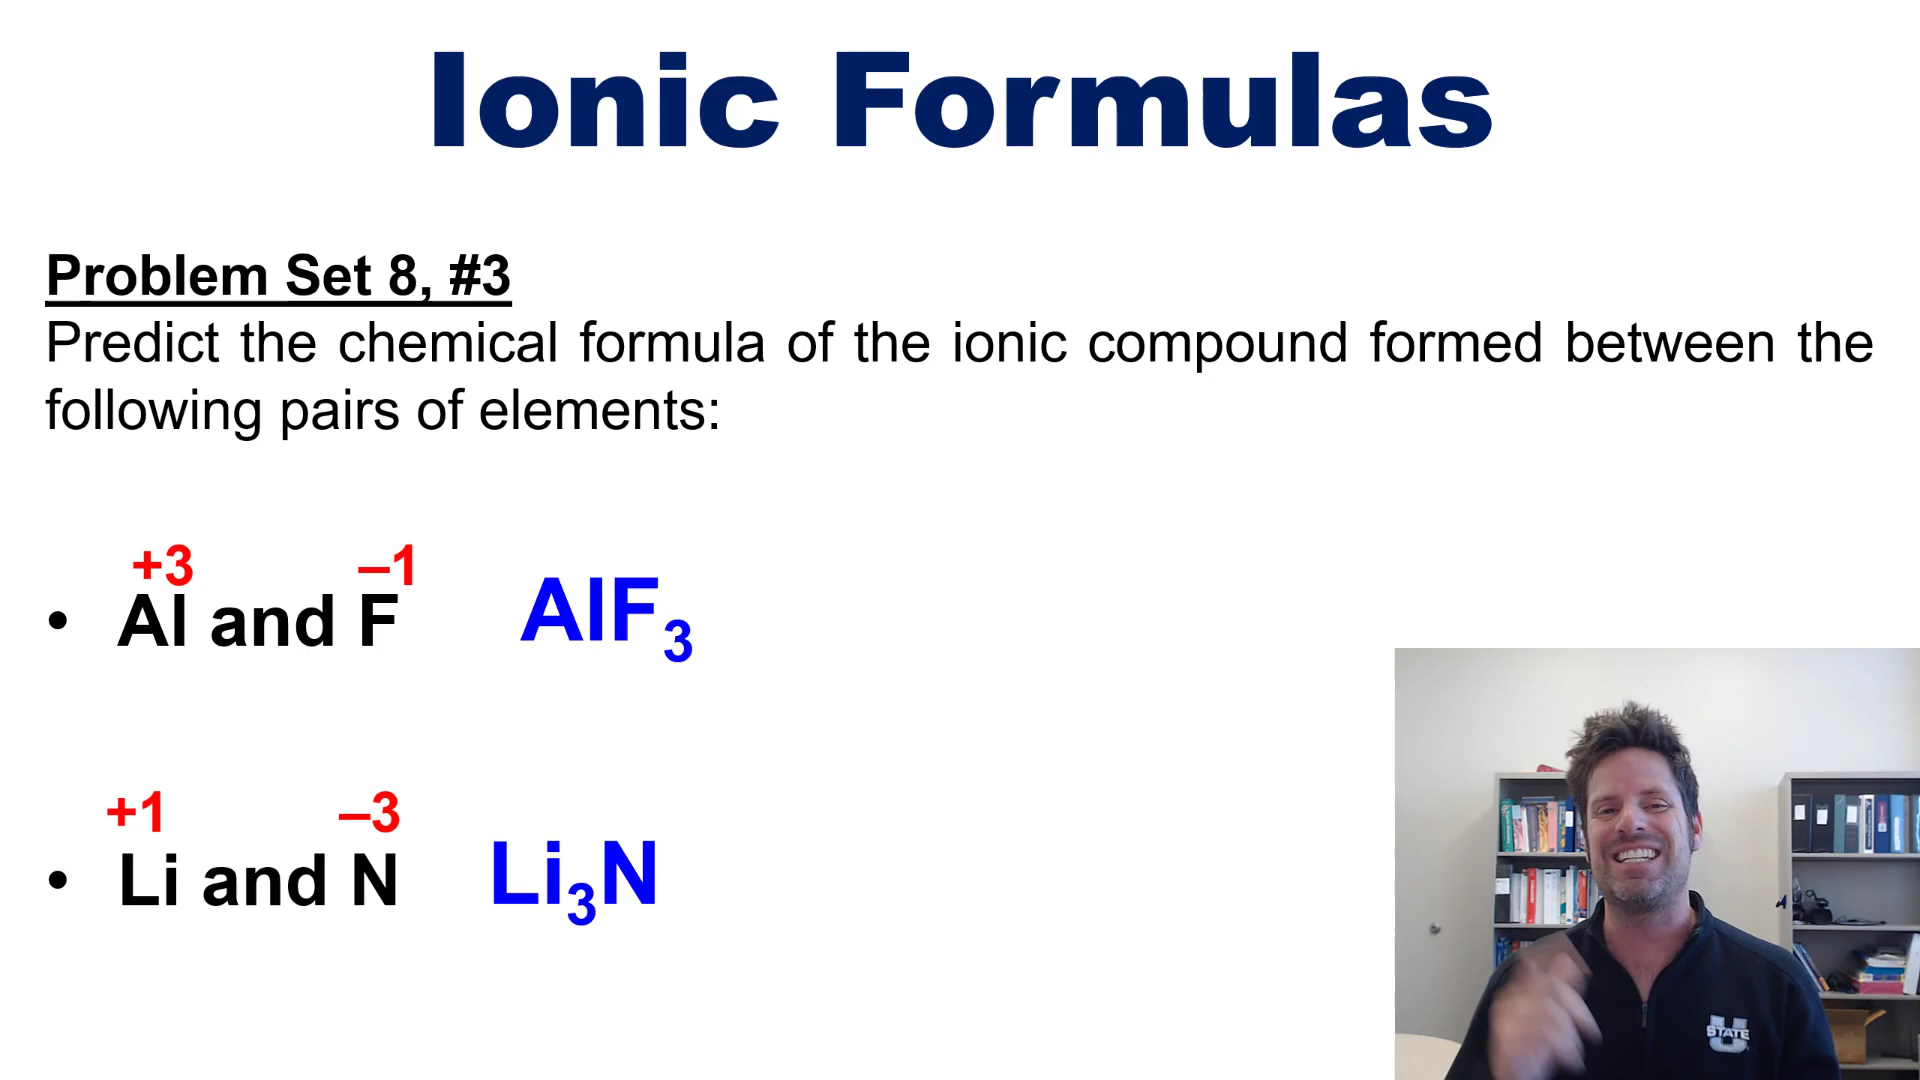 Ionic Formulas
Problem Set 8, #3
Predict the chemical formula of the ionic compound formed between the
following pairs of elements:
+3 –1
• Al and F AlF₃
+1 –3
• Li and N Li₃N
U STATE